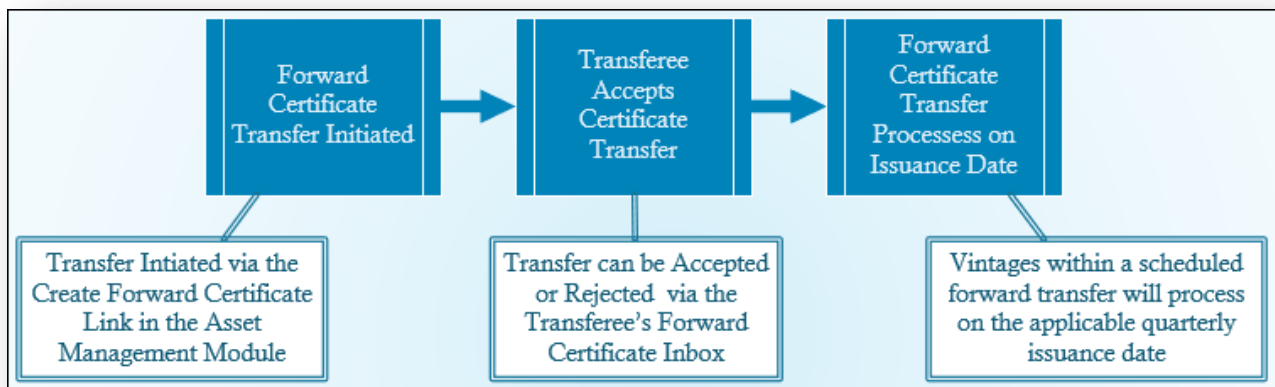 Forward
Certificate
Transfer Initiated
Transferee
Accepts
Certificate
Transfer
Forward
Certificate
Transfer
Processess on
Issuance Date
Transfer Intiated via the
Create Forward Certificate
Link in the Asset
Management Module
Transfer can be Accepted
or Rejected via the
Transferee's Forward
Certificate Inbox
Vintages within a scheduled
forward transfer will process
on the applicable quarterly
issuance date